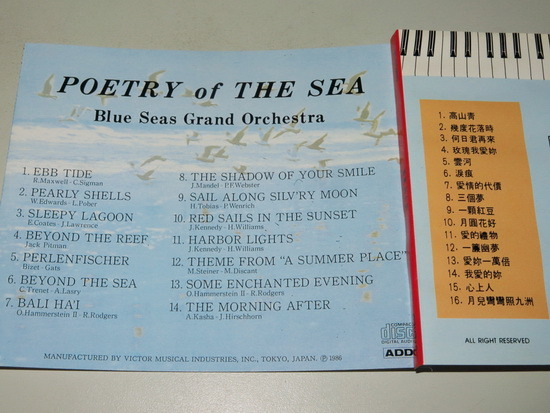 POETRY of THE SEA
Blue Seas Grand Orchestra
1. EBB TIDE
R.Maxwell - C.Sigman
2. PEARLY SHELLS
W.Edwards - L.Pober
3. SLEEPY LAGOON
E.Coates - J.Lawrence
4. BEYOND THE REEF
Jack Pitman
5. PERLENFISCHER
Bizet - Gats
6. BEYOND THE SEA
C.Trenet - A.Lasey
7. BALI HA'I
O.Hammerstein II - R.Rodgers
8. THE SHADOW OF YOUR SMILE
J.Mandel - P.F.Webster
9. SAIL ALONG SILV'RY MOON
H.Tobias - P.Wenrich
10. RED SAILS IN THE SUNSET
J.Kennedy - H.Williams
11. HARBOR LIGHTS
J.Kennedy - H.Williams
12. THEME FROM "A SUMMER PLACE"
M.Steiner - M.Discant
13. SOME ENCHANTED EVENING
O.Hammerstein II - R.Rodgers
14. THE MORNING AFTER
A.Kasha - J.Hirschhorn
COMPACT
disc
DIGITAL AUDIO
ADD
MANUFACTURED BY VICTOR MUSICAL INDUSTRIES, INC., TOKYO, JAPAN. ℗ 1986
1. 高山青
2. 幾度花落時
3. 何日君再來
4. 玫瑰我愛妳
5. 雲河
6. 淚痕
7. 愛情的代價
8. 三個夢
9. 一顆紅豆
10. 月圓花好
11. 愛的禮物
12. 一簾幽夢
13. 愛妳一萬倍
14. 我愛的妳
15. 心上人
16. 月兒彎彎照九洲
ALL RIGHT RESERVED